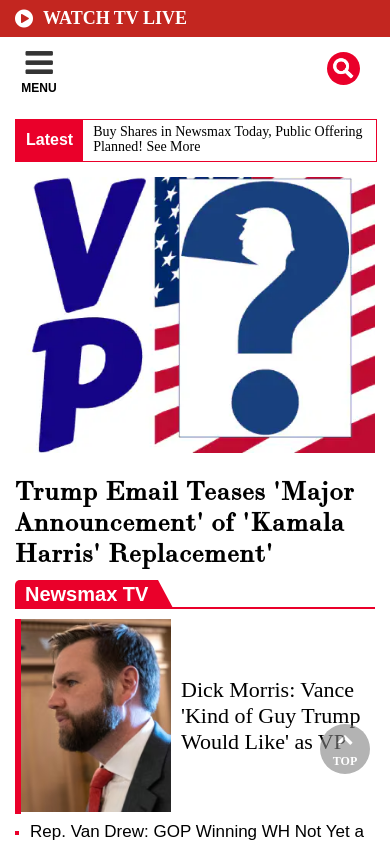 WATCH TV LIVE
MENU
Latest
Buy Shares in Newsmax Today, Public Offering
Planned! See More
VP?
Trump Email Teases 'Major
Announcement' of 'Kamala
Harris' Replacement'
Newsmax TV
Dick Morris: Vance
'Kind of Guy Trump
Would Like' as VP
TOP
Rep. Van Drew: GOP Winning WH Not Yet a